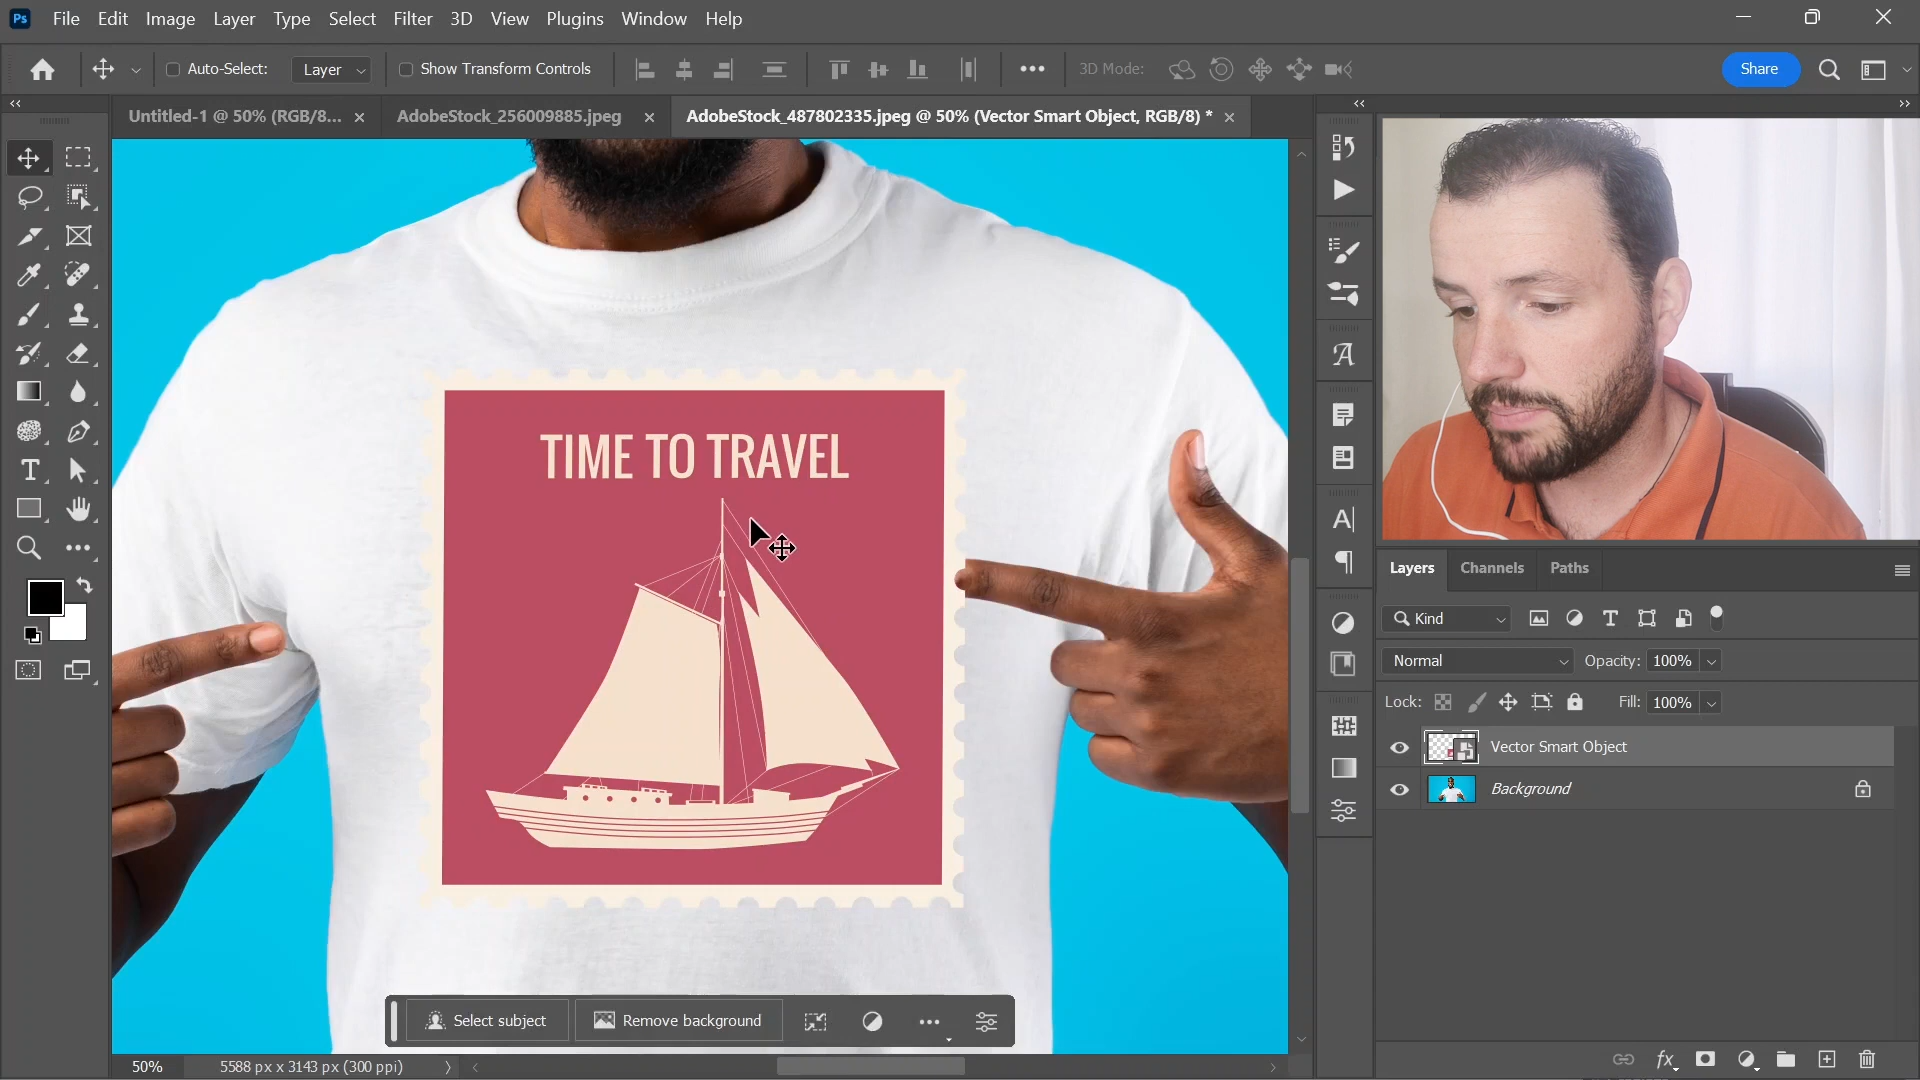 Ps File Edit Image Layer Type Select Filter 3D View Plugins Window Help
Auto-Select: Layer Show Transform Controls 3D Mode: Share
Untitled-1 @ 50% (RGB/8... AdobeStock_256009885.jpeg AdobeStock_487802335.jpeg @ 50% (Vector Smart Object, RGB/8) *
TIME TO TRAVEL
Layers Channels Paths
Kind
Normal Opacity: 100%
Lock: Fill: 100%
Vector Smart Object
Background
Select subject Remove background
50% 5588 px x 3143 px (300 ppi)